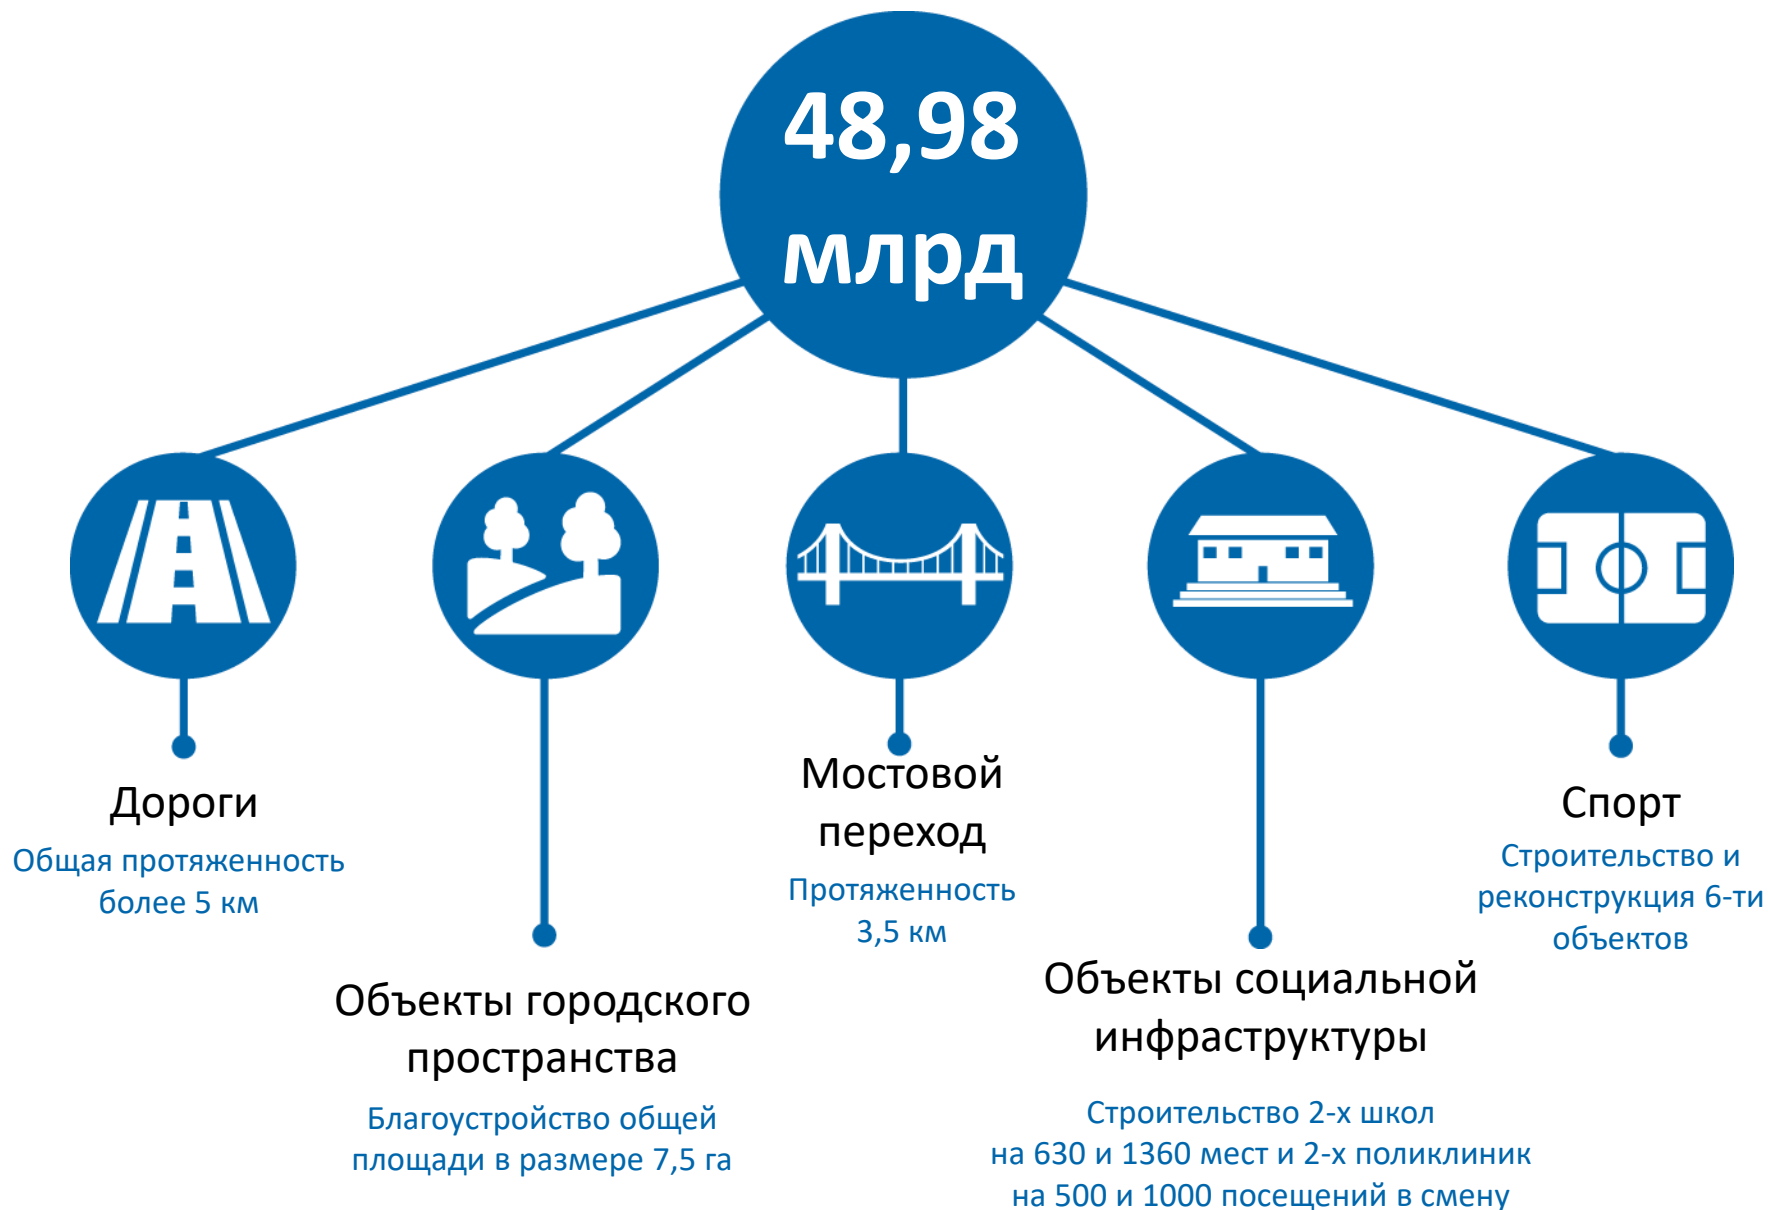 48,98
млрд
Дороги
Общая протяженность
более 5 км
Объекты городского
пространства
Благоустройство общей
площади в размере 7,5 га
Мостовой
переход
Протяженность
3,5 км
Объекты социальной
инфраструктуры
Строительство 2-х школ
на 630 и 1360 мест и 2-х поликлиник
на 500 и 1000 посещений в смену
Спорт
Строительство и
реконструкция 6-ти
объектов